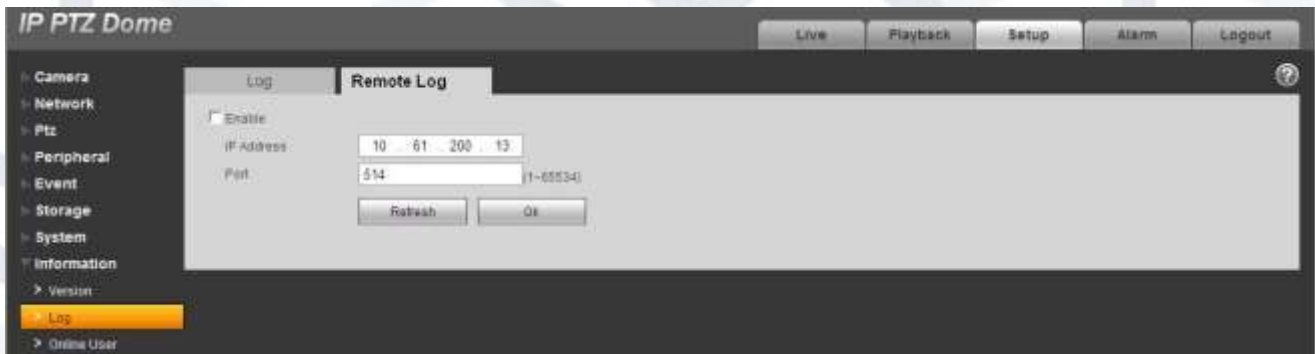 IP PTZ Dome
Live Playback Setup Alarm Logout
Camera
Network
Ptz
Peripheral
Event
Storage
System
Information
Version
Log
Online User
Log Remote Log
Enable
IP Address 10 . 61 . 200 . 13
Port 514 (1~65534)
Refresh OK